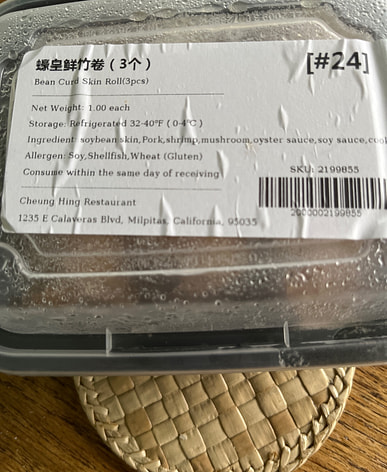 蠔皇鲜竹卷（3个）
[#24]
Bean Curd Skin Roll(3pcs)
Net Weight: 1.00 each
Storage: Refrigerated 32-40°F ( 0-4°C )
Ingredient: soybean skin,Pork,shrimp,mushroom,oyster sauce,soy sauce,
Allergen: Soy,Shellfish,Wheat (Gluten)
SKU: 2199855
Consume within the same day of receiving
2000002199855
Cheung Hing Restaurant
1235 E Calaveras Blvd, Milpitas, California, 95035